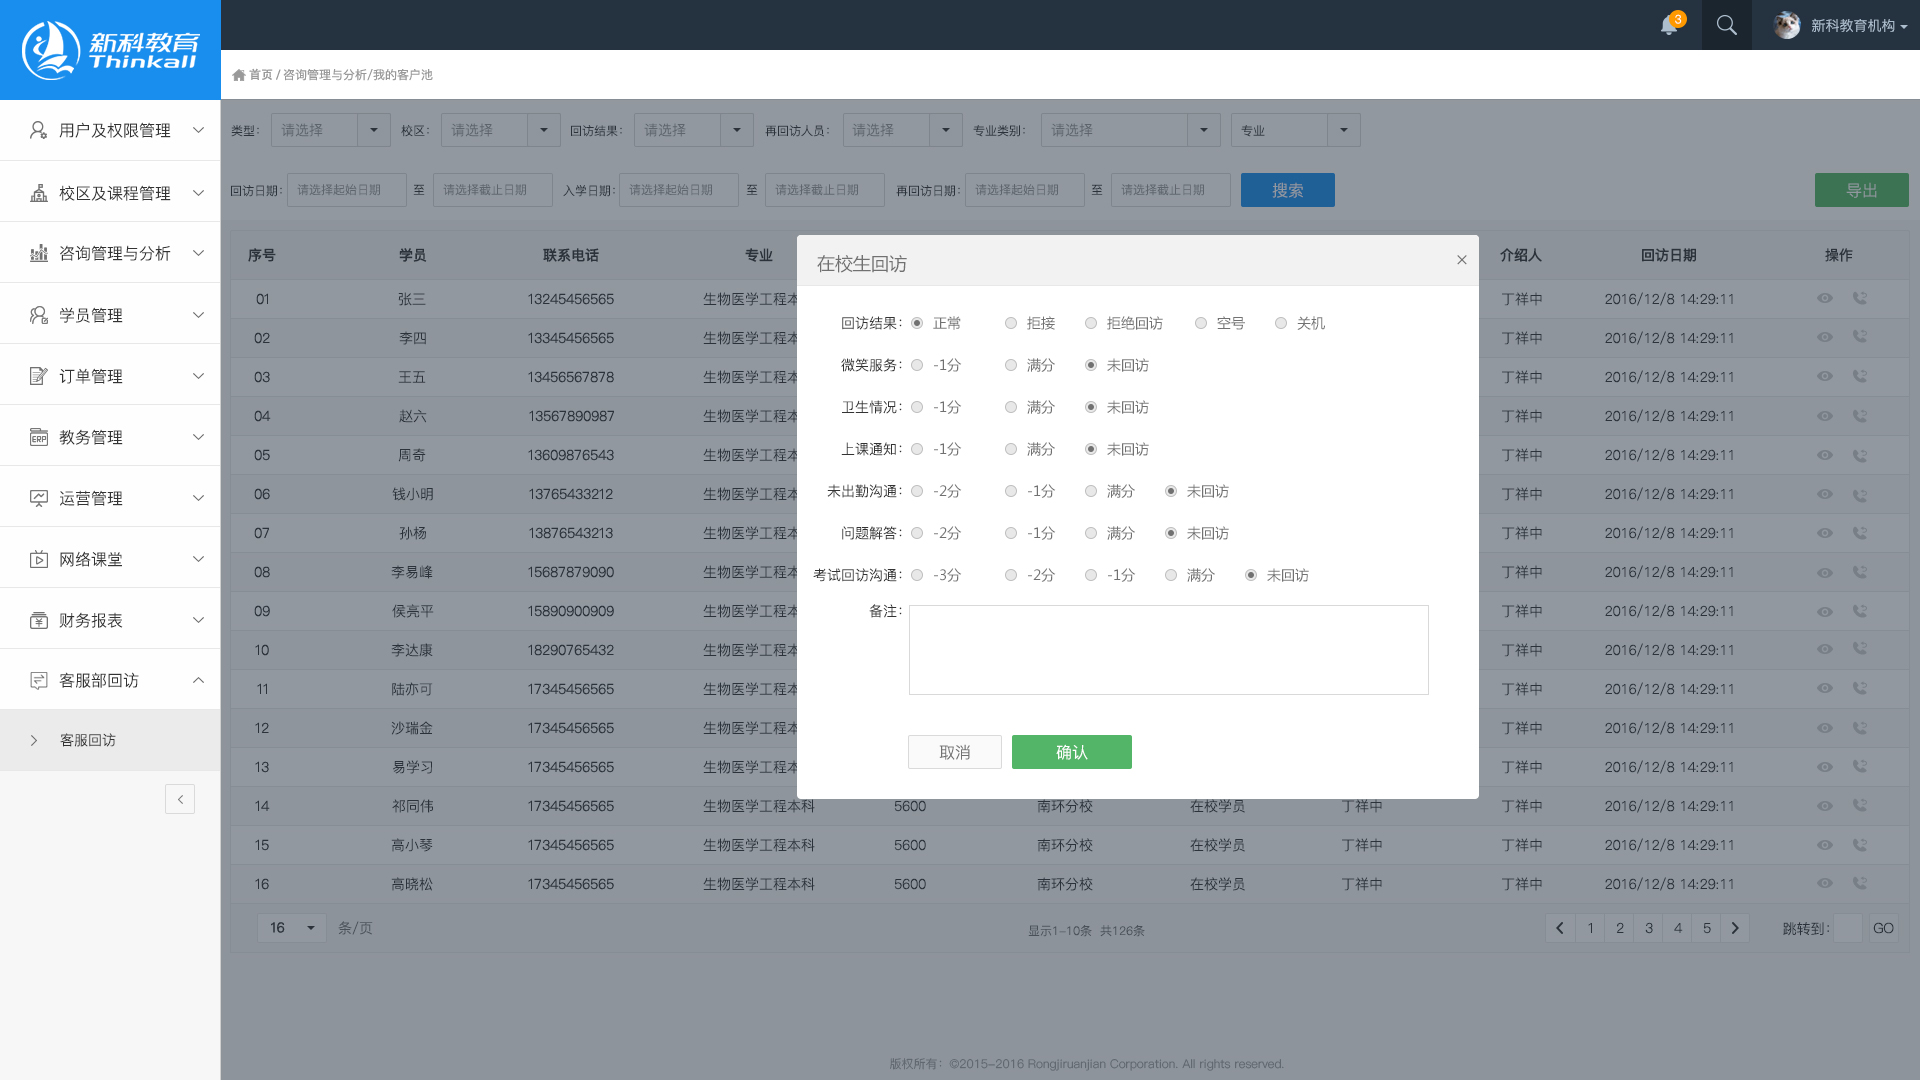 新科教育
Thinkall
3
新科教育机构
首页 / 咨询管理与分析/我的客户池
用户及权限管理
校区及课程管理
咨询管理与分析
学员管理
订单管理
教务管理
ERP
运营管理
网络课堂
财务报表
客服部回访
客服回访
类型: 请选择 校区: 请选择 回访结果: 请选择 再回访人员: 请选择 专业类别: 请选择 专业
回访日期: 请选择起始日期 至 请选择截止日期 入学日期: 请选择起始日期 至 请选择截止日期 再回访日期: 请选择起始日期 至 请选择截止日期 搜索 导出
序号 学员 联系电话 专业 介绍人 回访日期 操作
01 张三 13245456565 生物医学工程本 丁祥中 2016/12/8 14:29:11
02 李四 13345456565 生物医学工程本 丁祥中 2016/12/8 14:29:11
03 王五 13456567878 生物医学工程本 丁祥中 2016/12/8 14:29:11
04 赵六 13567890987 生物医学工程本 丁祥中 2016/12/8 14:29:11
05 周奇 13609876543 生物医学工程本 丁祥中 2016/12/8 14:29:11
06 钱小明 13765433212 生物医学工程本 丁祥中 2016/12/8 14:29:11
07 孙杨 13876543213 生物医学工程本 丁祥中 2016/12/8 14:29:11
08 李易峰 15687879090 生物医学工程本 丁祥中 2016/12/8 14:29:11
09 侯亮平 15890900909 生物医学工程本 丁祥中 2016/12/8 14:29:11
10 李达康 18290765432 生物医学工程本 丁祥中 2016/12/8 14:29:11
11 陆亦可 17345456565 生物医学工程本 丁祥中 2016/12/8 14:29:11
12 沙瑞金 17345456565 生物医学工程本 丁祥中 2016/12/8 14:29:11
13 易学习 17345456565 生物医学工程本 丁祥中 2016/12/8 14:29:11
14 祁同伟 17345456565 生物医学工程本科 5600 南环分校 在校学员 丁祥中 丁祥中 2016/12/8 14:29:11
15 高小琴 17345456565 生物医学工程本科 5600 南环分校 在校学员 丁祥中 丁祥中 2016/12/8 14:29:11
16 高晓松 17345456565 生物医学工程本科 5600 南环分校 在校学员 丁祥中 丁祥中 2016/12/8 14:29:11
16 条/页 显示1-10条 共126条 1 2 3 4 5 跳转到: GO
在校生回访 ×
回访结果: 正常 拒接 拒绝回访 空号 关机
微笑服务: -1分 满分 未回访
卫生情况: -1分 满分 未回访
上课通知: -1分 满分 未回访
未出勤沟通: -2分 -1分 满分 未回访
问题解答: -2分 -1分 满分 未回访
考试回访沟通: -3分 -2分 -1分 满分 未回访
备注:
取消 确认
版权所有: ©2015-2016 Rongjiruanjian Corporation. All rights reserved.